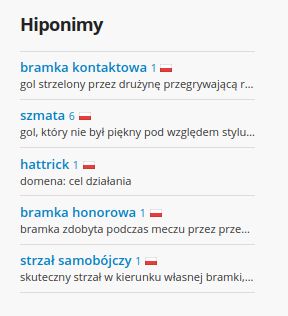 Hiponimy
bramka kontaktowa 1
gol strzelony przez drużynę przegrywającą r...
szmata 6
gol, który nie był piękny pod względem stylu...
hattrick 1
domena: cel działania
bramka honorowa 1
bramka zdobyta podczas meczu przez prze...
strzał samobójczy 1
skuteczny strzał w kierunku własnej bramki,...